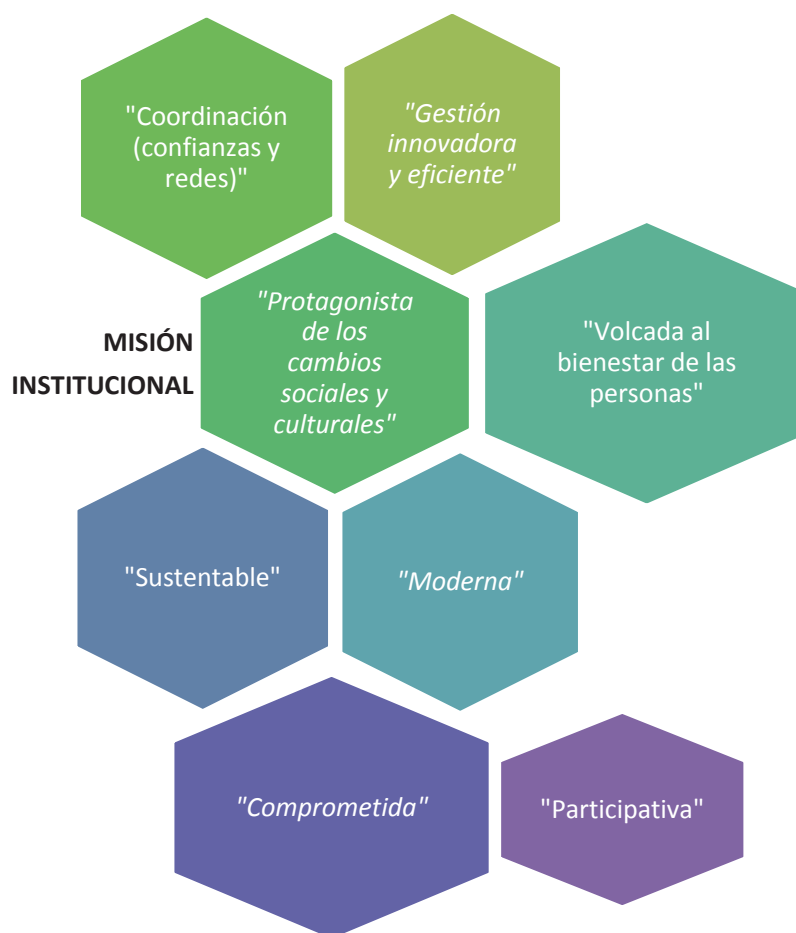 "Coordinación
(confianzas y
redes)"
"Gestión
innovadora
y eficiente"
MISIÓN
INSTITUCIONAL
"Protagonista
de los
cambios
sociales y
culturales"
"Volcada al
bienestar de las
personas"
"Sustentable"
"Moderna"
"Comprometida"
"Participativa"